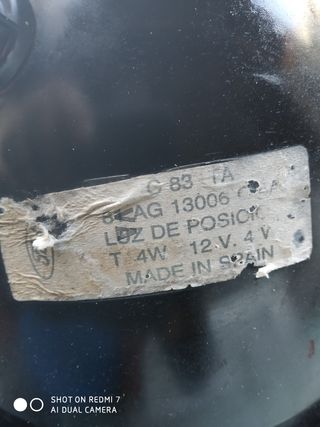 G 83 TA
AG 13006
LUZ DE POSICI
T 4W 12 V. 4 V
MADE IN SPAIN
SHOT ON REDMI 7
AI DUAL CAMERA